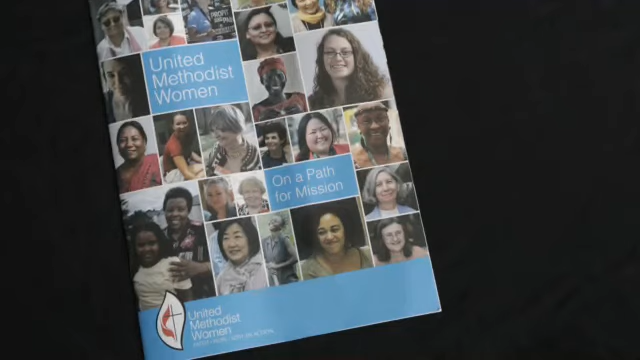 United
Methodist
Women
On a Path
for Mission
United
Methodist
Women